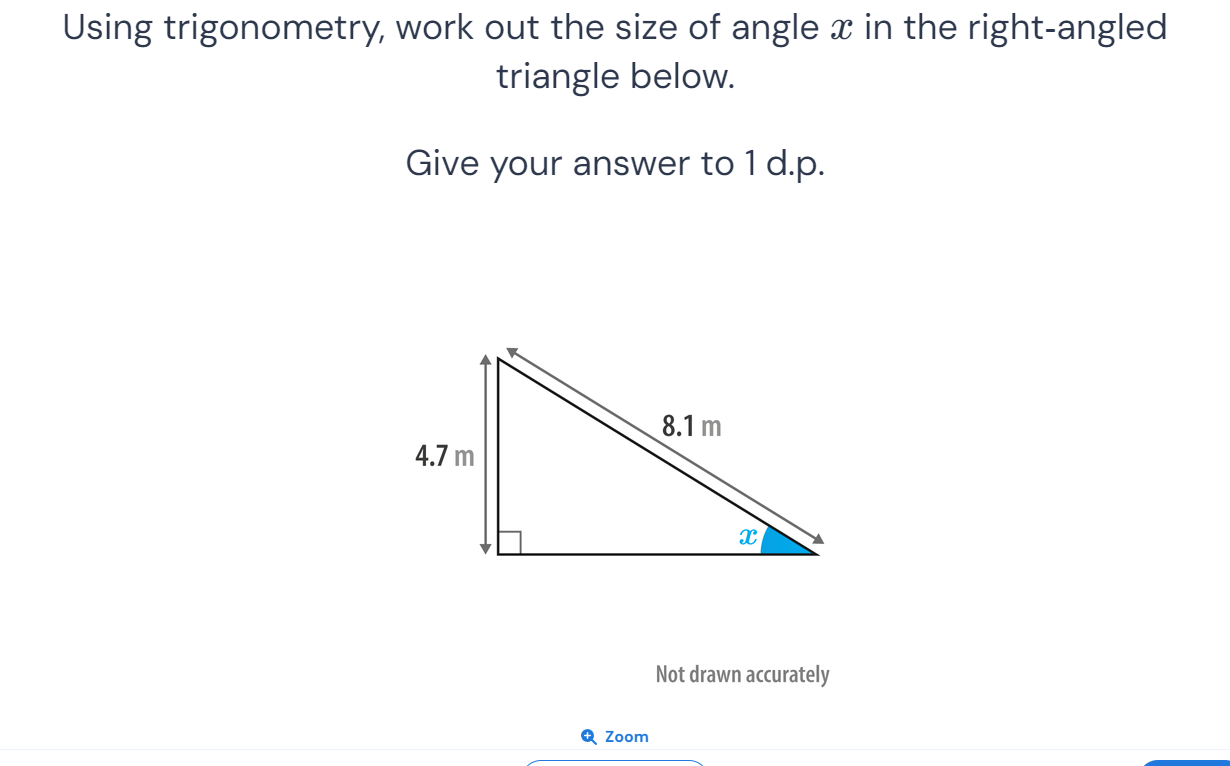 Using trigonometry, work out the size of angle x in the right-angled
triangle below.
Give your answer to 1 d.p.
8.1 m
4.7 m
x
Not drawn accurately
Zoom